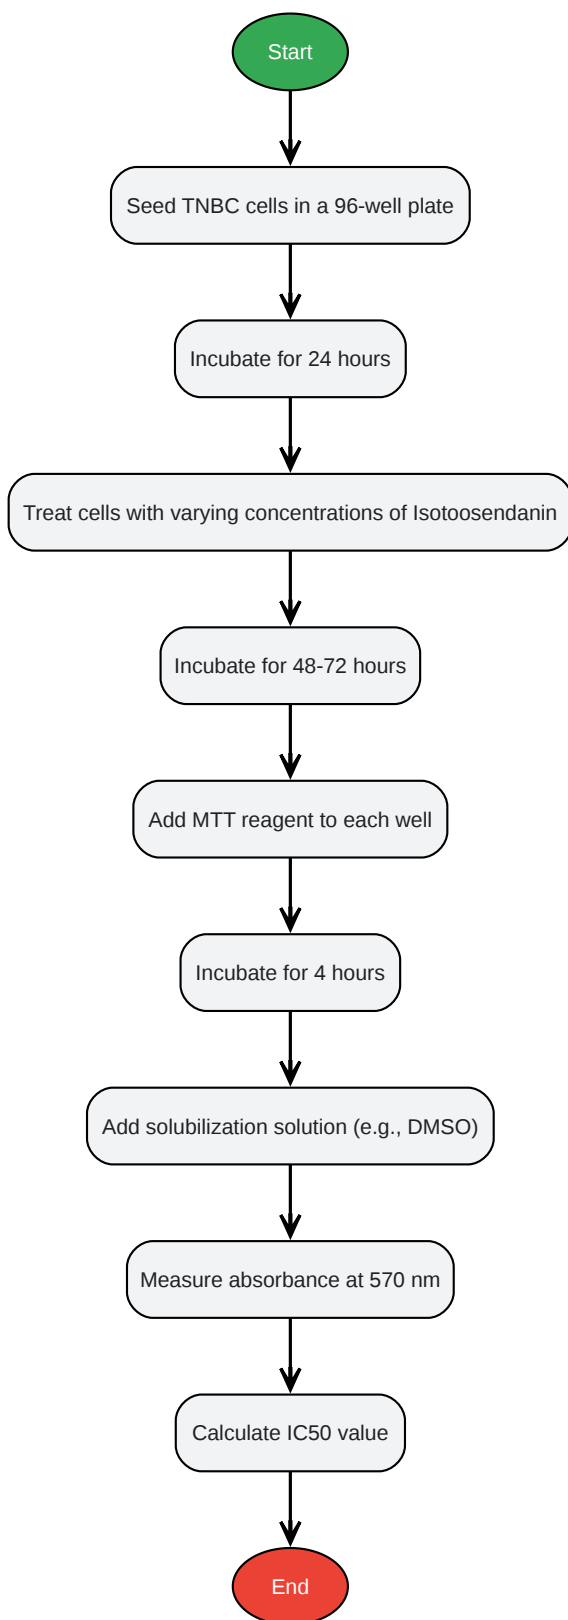 Start
Seed TNBC cells in a 96-well plate
Incubate for 24 hours
Treat cells with varying concentrations of Isotoosendanin
Incubate for 48-72 hours
Add MTT reagent to each well
Incubate for 4 hours
Add solubilization solution (e.g., DMSO)
Measure absorbance at 570 nm
Calculate IC50 value
End